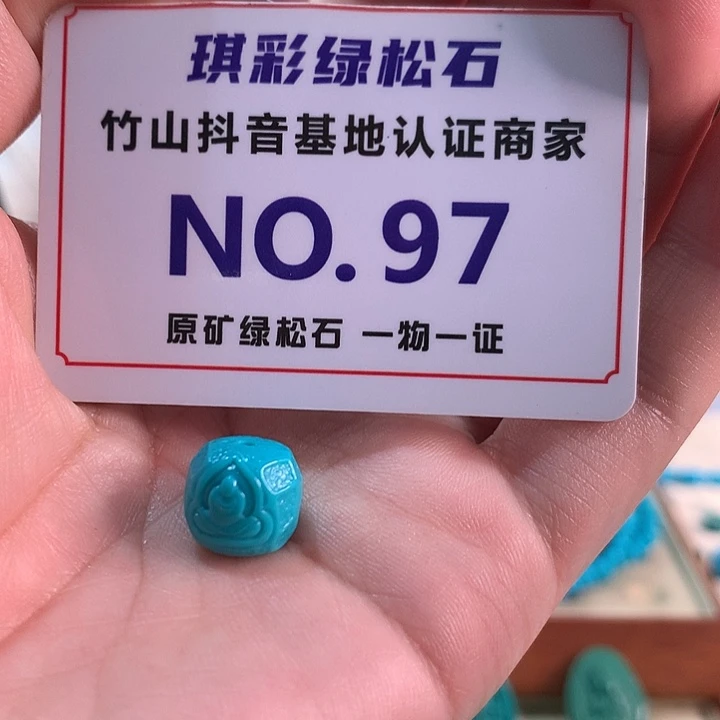 琪彩绿松石
竹山抖音基地认证商家
NO.97
原矿绿松石 一物一证